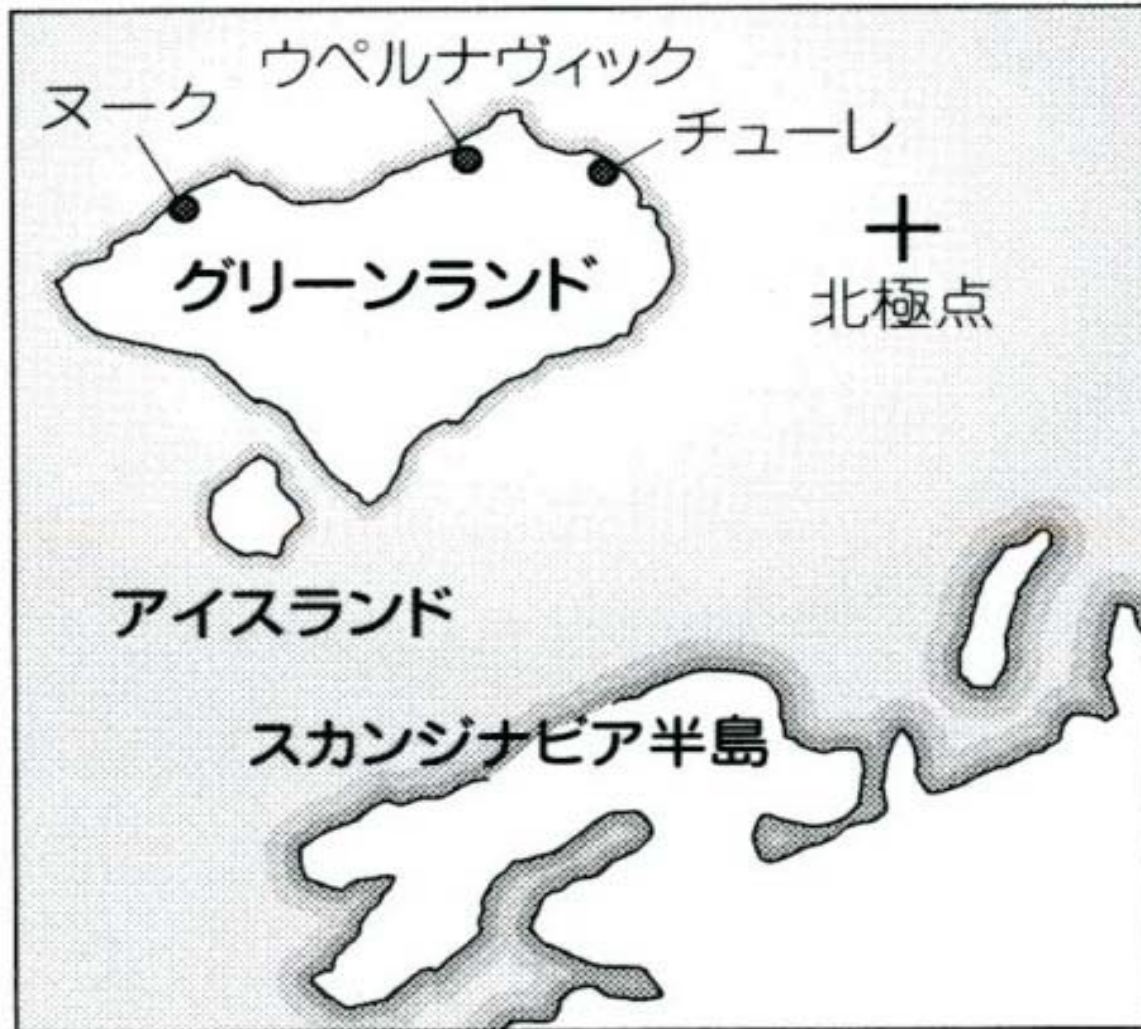 ウペルナヴィック
ヌーク
チューレ
グリーンランド
北極点
アイスランド
スカンジナビア半島